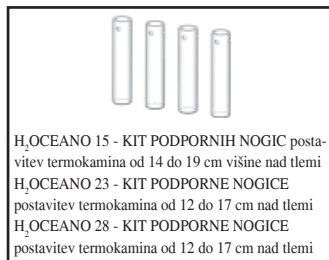 H₂OCEANO 15 - KIT PODPORNIH NOGIC posta-
vitev termokamina od 14 do 19 cm višine nad tlemi
H₂OCEANO 23 - KIT PODPORNE NOGICE
postavitev termokamina od 12 do 17 cm nad tlemi
H₂OCEANO 28 - KIT PODPORNE NOGICE
postavitev termokamina od 12 do 17 cm nad tlemi